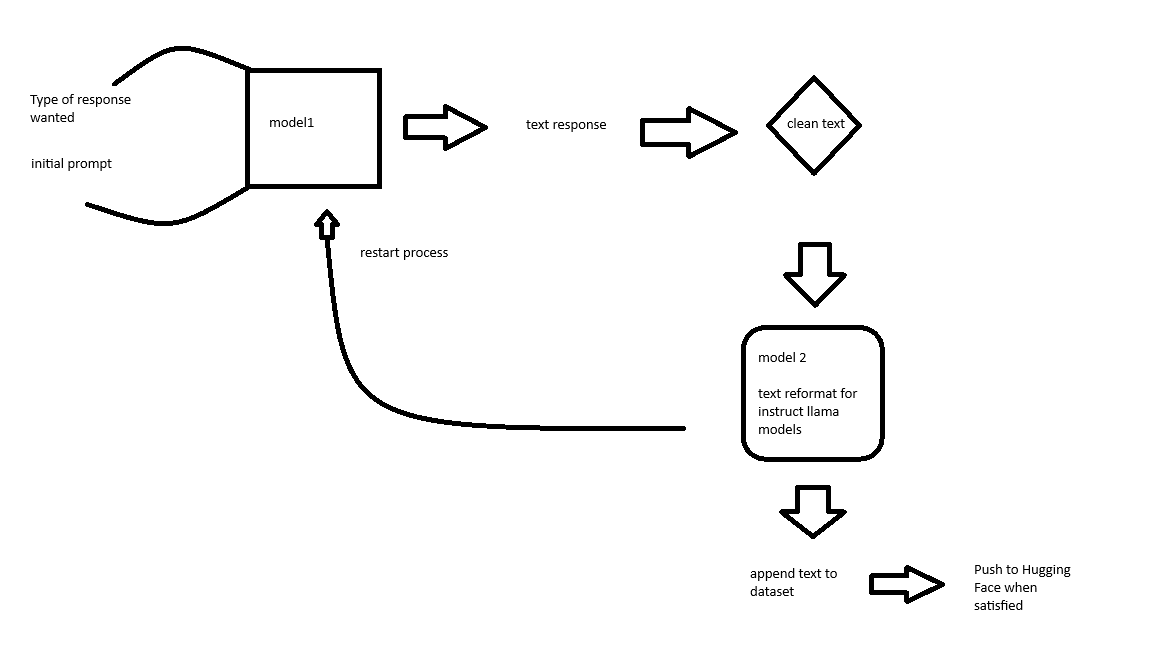 Type of response
wanted
initial prompt
model1
text response
clean text
restart process
model 2
text reformat for
instruct llama
models
append text to
dataset
Push to Hugging
Face when
satisfied